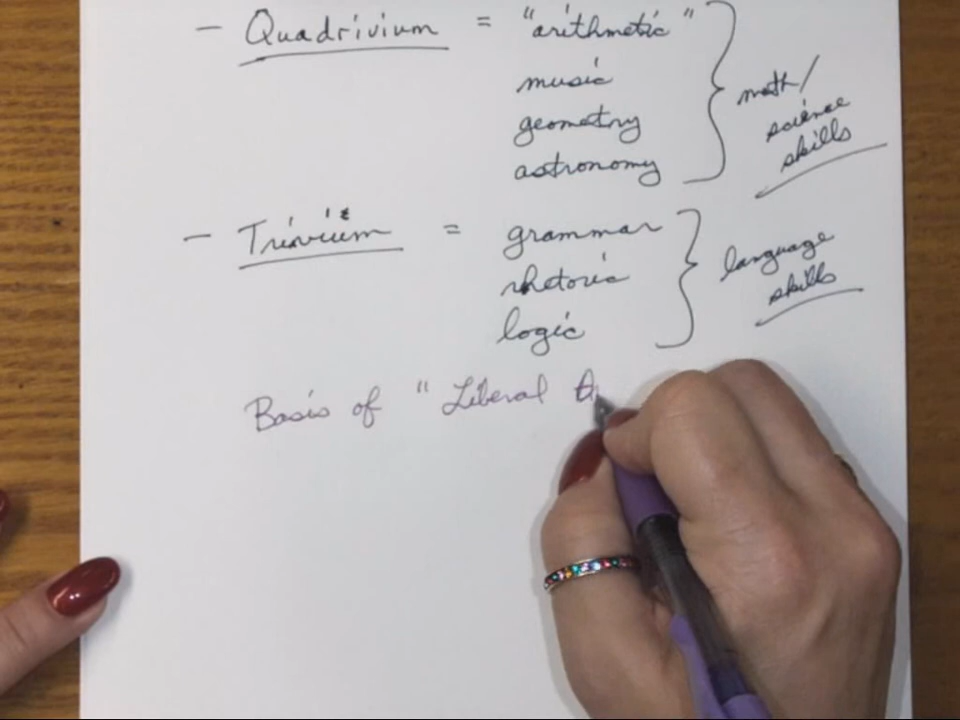 - Quadrivium = "arithmetic"
music
geometry
astronomy
math/
science
skills
- Trivium = grammar
rhetoric
logic
language
skills
Basis of "Liberal